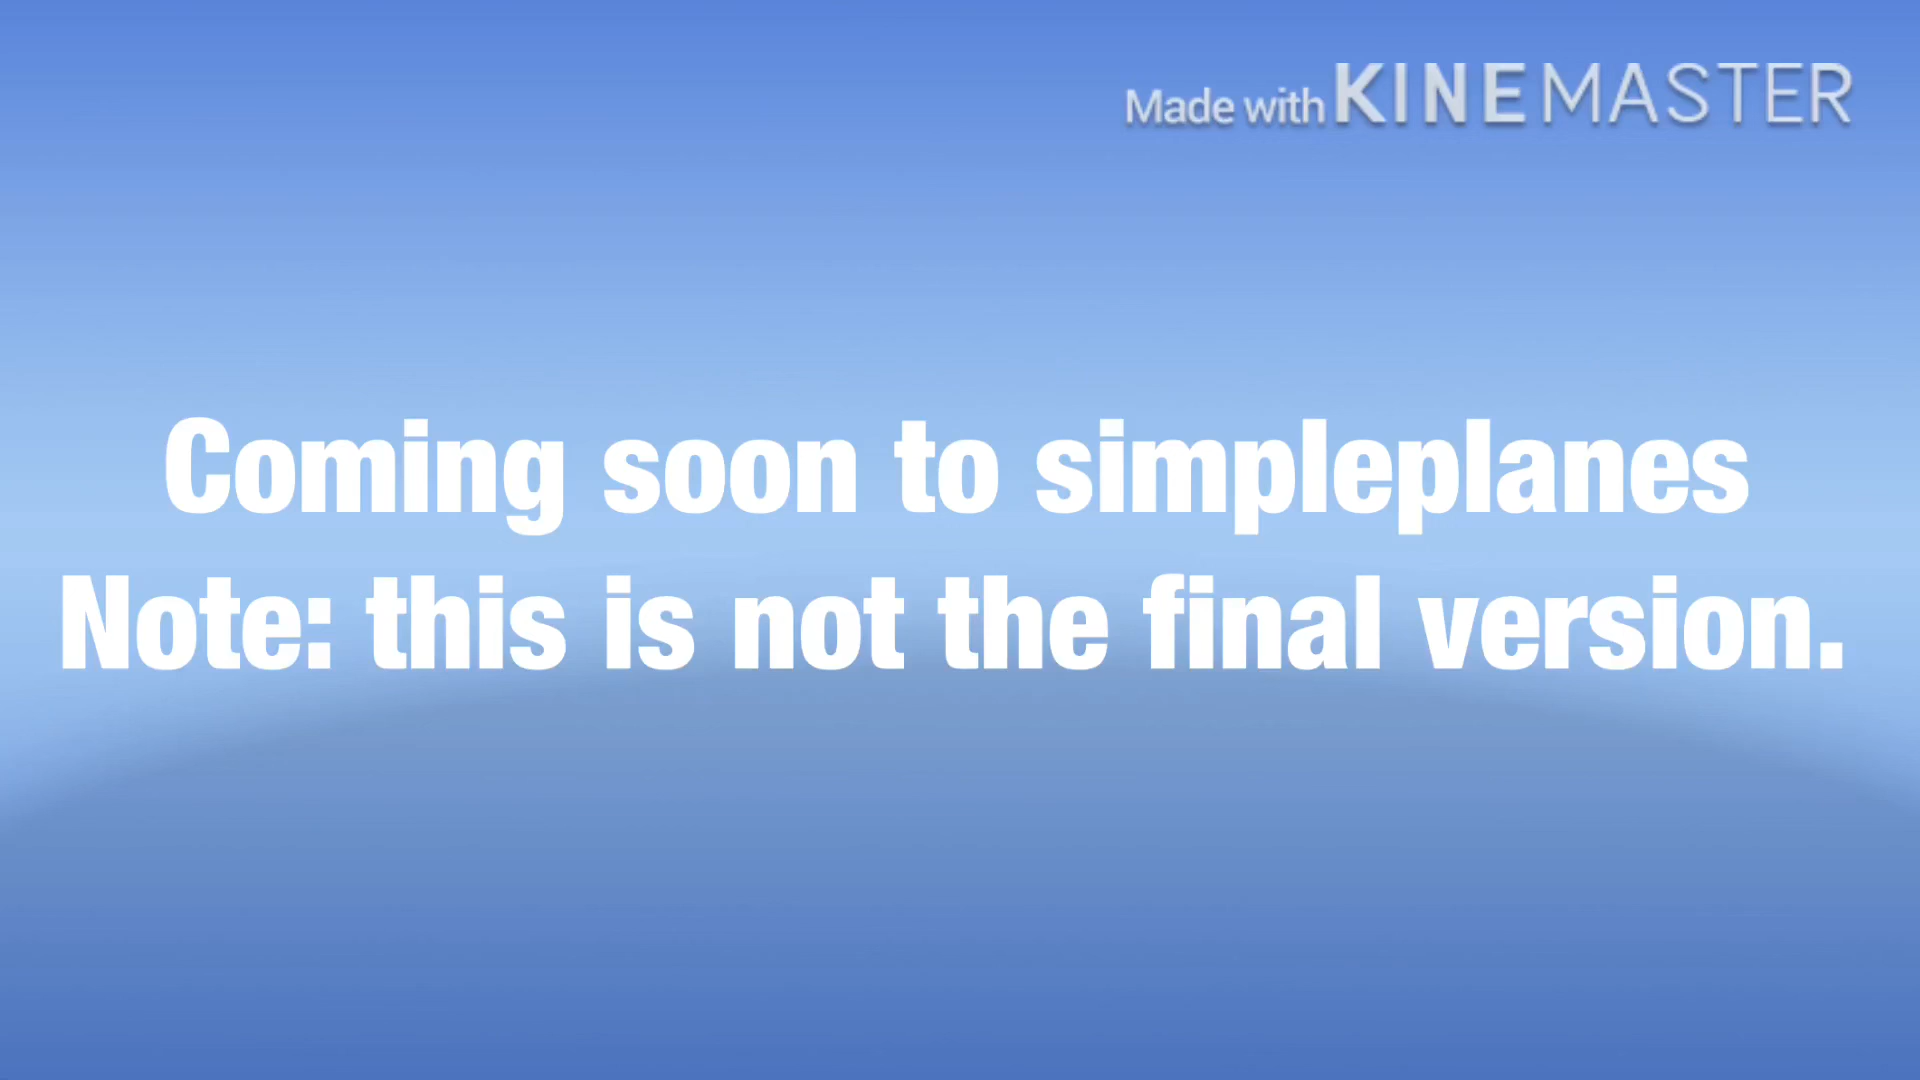 Made with KINEMASTER
Coming soon to simpleplanes
Note: this is not the final version.